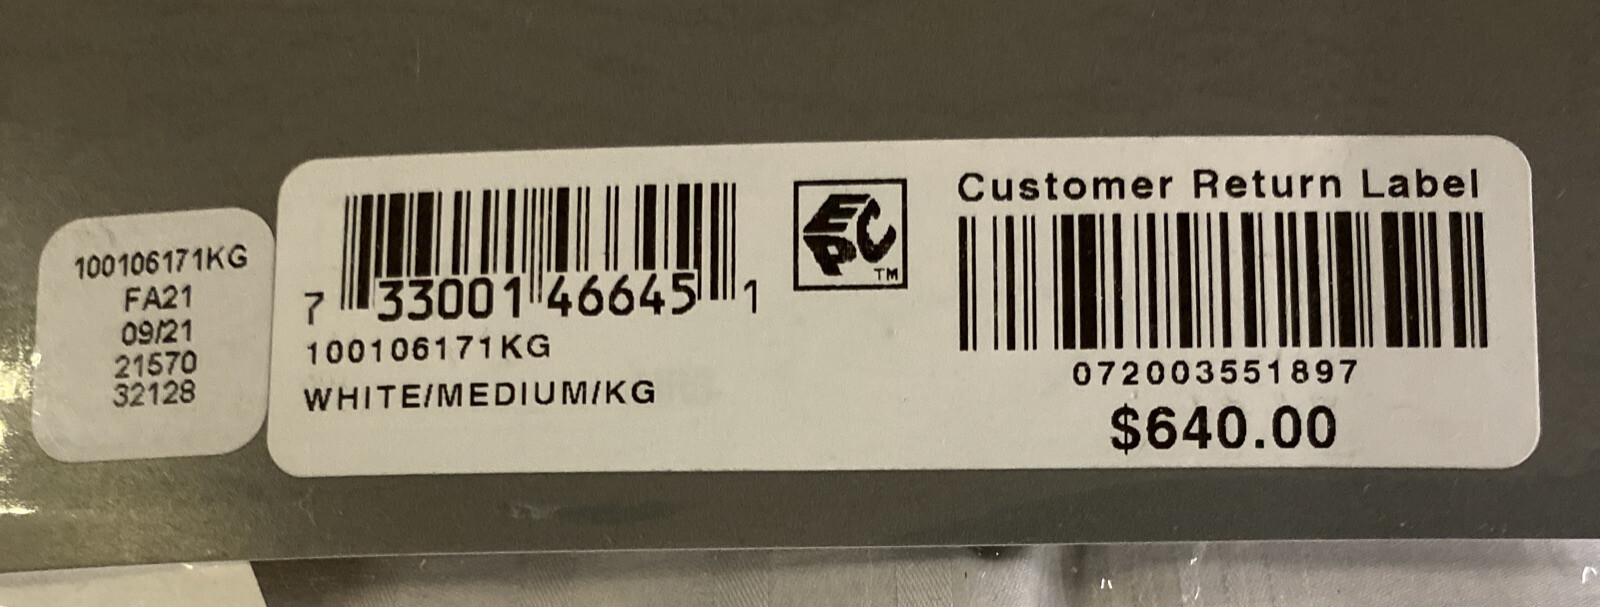 100106171KG
FA21
09/21
21570
32128
7 33001 46645 1
100106171KG
WHITE/MEDIUM/KG
EPC
TM
Customer Return Label
072003551897
$640.00